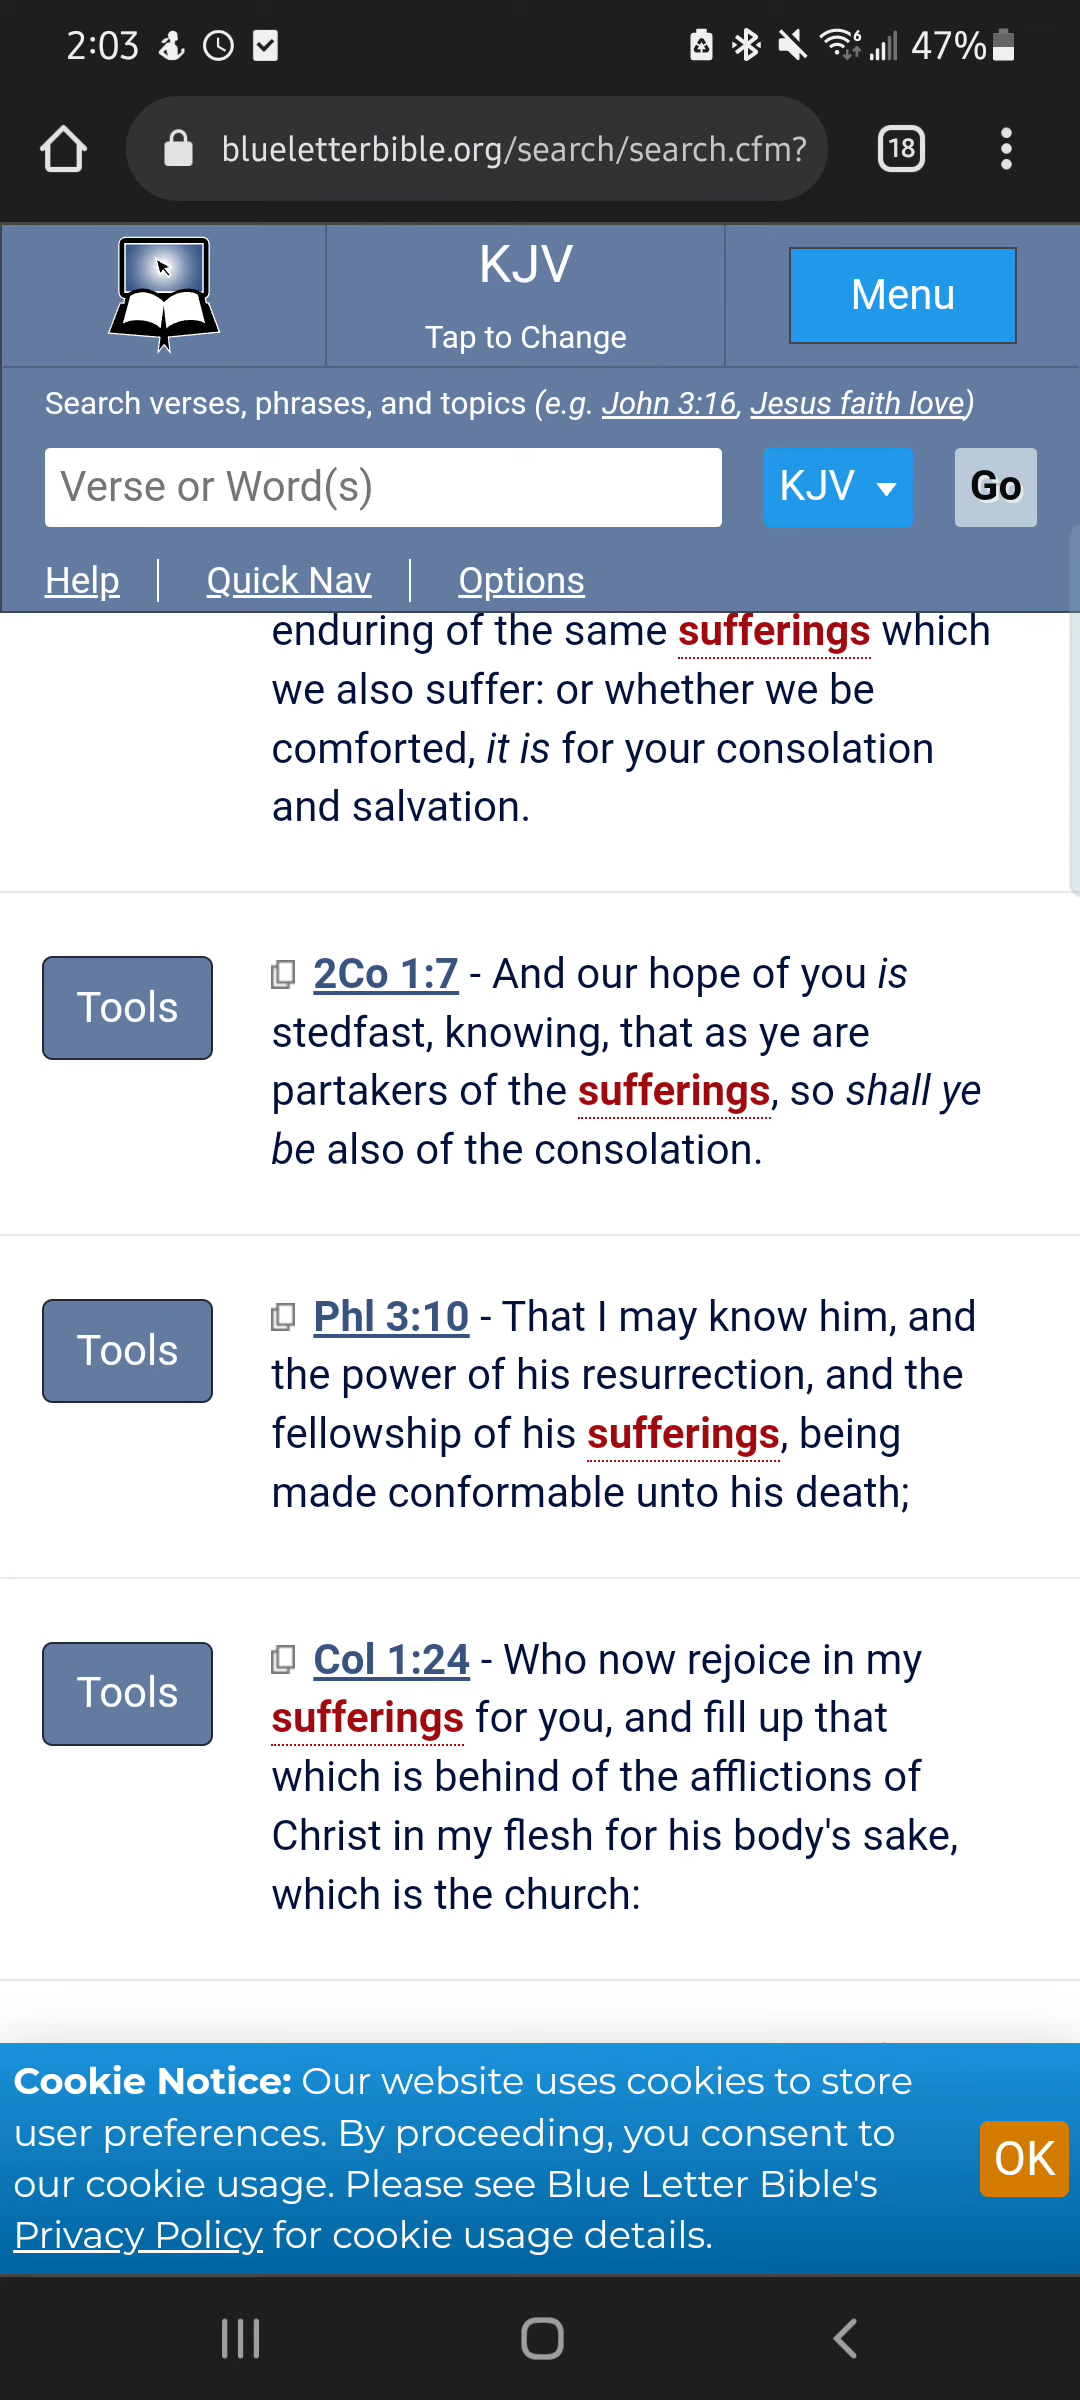 2:03
47%
blueletterbible.org/search/search.cfm?
18
KJV
Tap to Change
Menu
Search verses, phrases, and topics (e.g. John 3:16, Jesus faith love)
Verse or Word(s)
KJV
Go
Help
Quick Nav
Options
enduring of the same sufferings which
we also suffer: or whether we be
comforted, it is for your consolation
and salvation.
Tools
2Co 1:7 - And our hope of you is
stedfast, knowing, that as ye are
partakers of the sufferings, so shall ye
be also of the consolation.
Tools
Phl 3:10 - That I may know him, and
the power of his resurrection, and the
fellowship of his sufferings, being
made conformable unto his death;
Tools
Col 1:24 - Who now rejoice in my
sufferings for you, and fill up that
which is behind of the afflictions of
Christ in my flesh for his body's sake,
which is the church:
Cookie Notice: Our website uses cookies to store
user preferences. By proceeding, you consent to
our cookie usage. Please see Blue Letter Bible's
Privacy Policy for cookie usage details.
OK